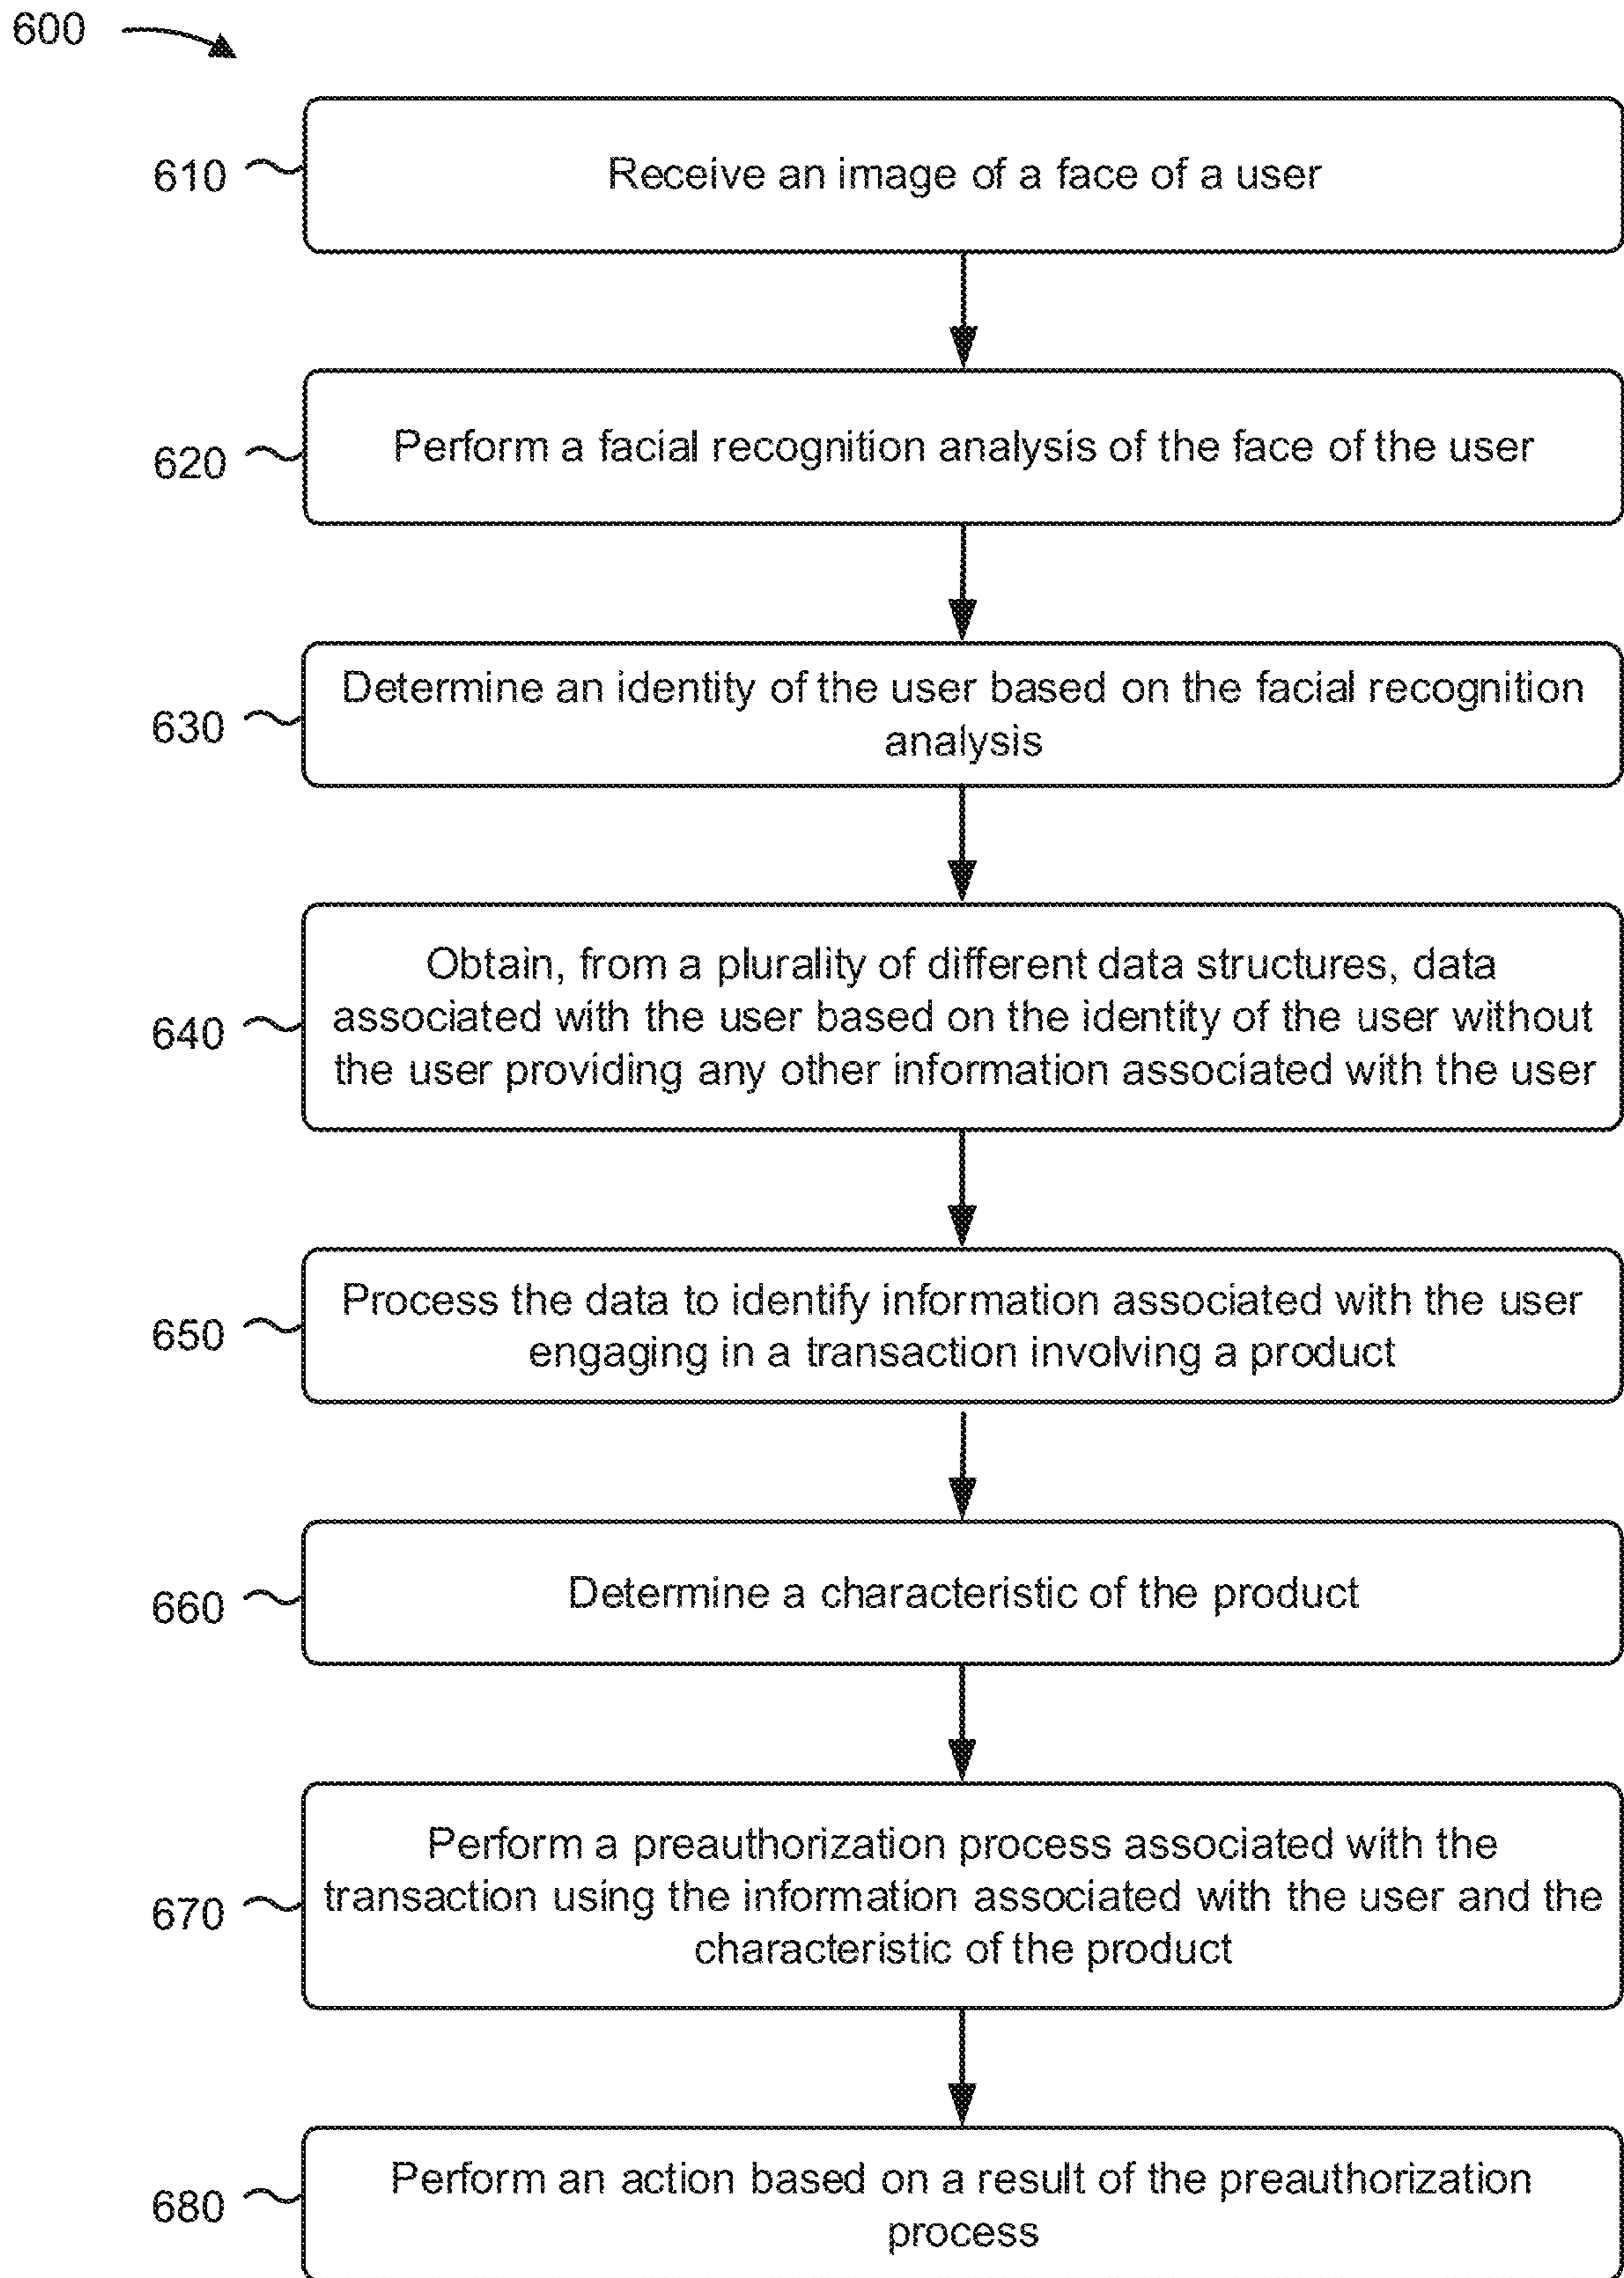 600
610
Receive an image of a face of a user
620
Perform a facial recognition analysis of the face of the user
630
Determine an identity of the user based on the facial recognition
analysis
640
Obtain, from a plurality of different data structures, data
associated with the user based on the identity of the user without
the user providing any other information associated with the user
650
Process the data to identify information associated with the user
engaging in a transaction involving a product
660
Determine a characteristic of the product
670
Perform a preauthorization process associated with the
transaction using the information associated with the user and the
characteristic of the product
680
Perform an action based on a result of the preauthorization
process